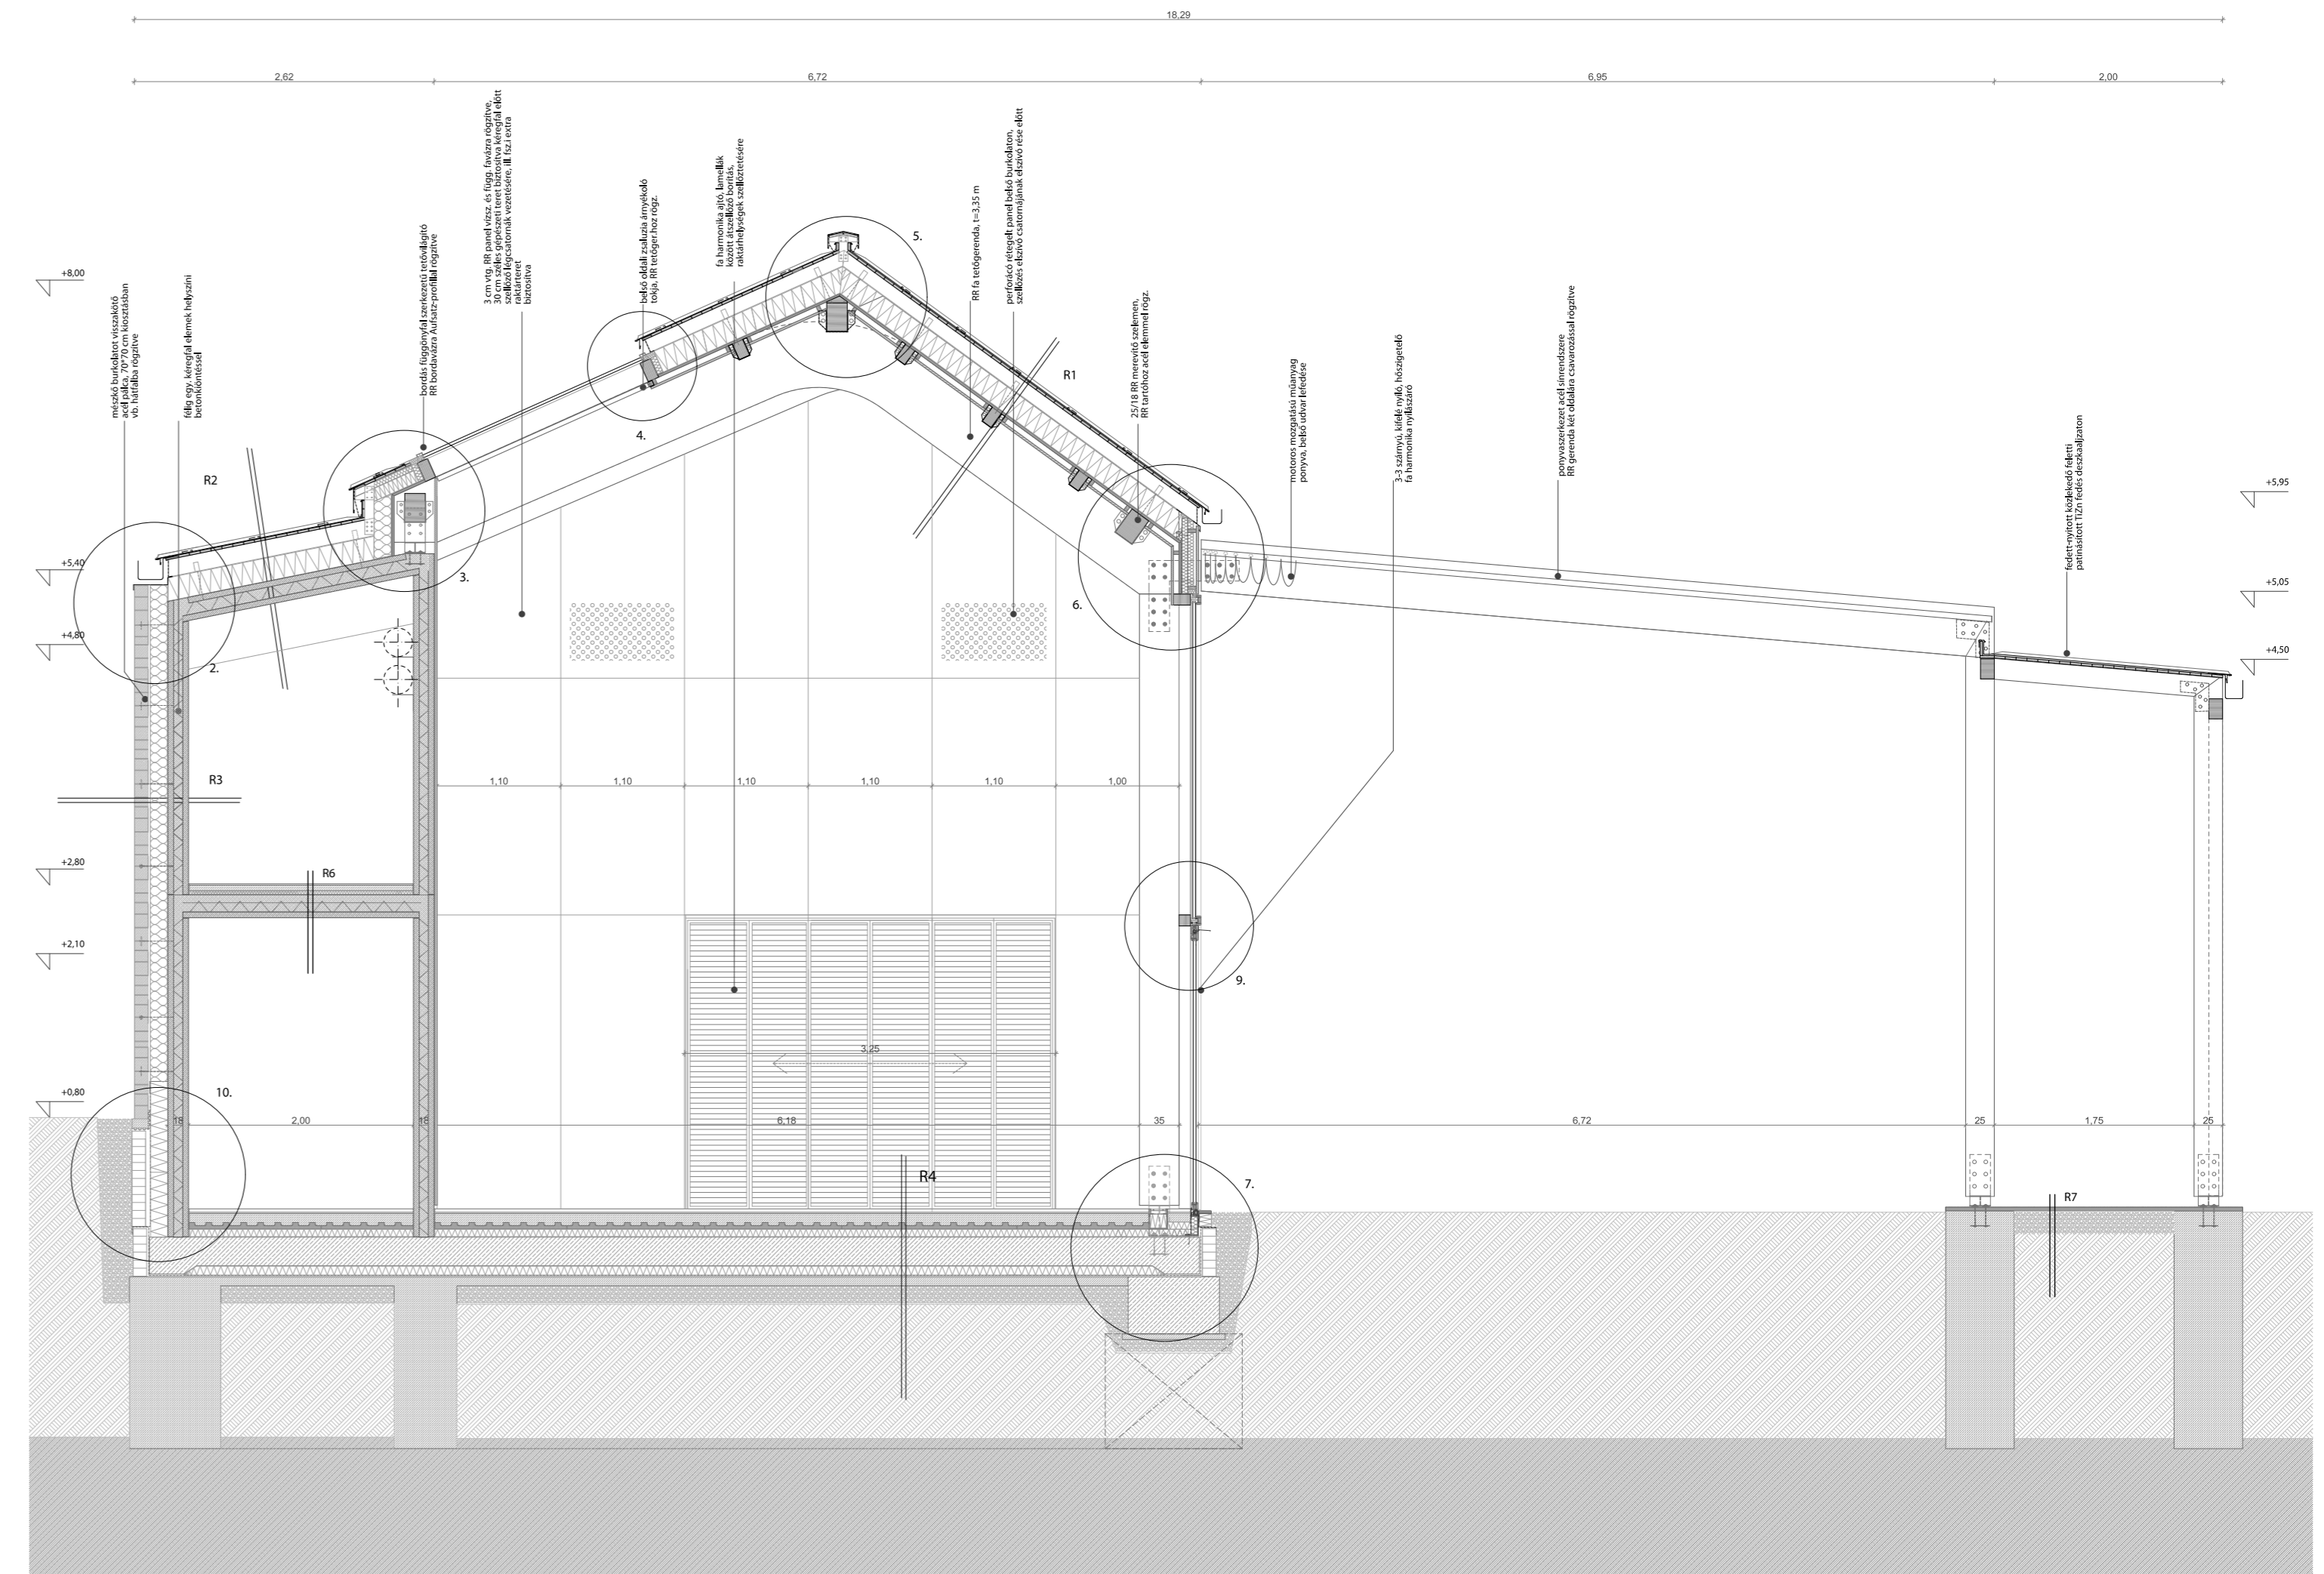 18,29
2,62
6,72
6,95
2,00
mészkő burkolatot visszakötő
acél pálca, 70*70 cm kiosztásban
vb. hátfalba rögzítve
félig egy. kéregfal elemek helyszíni
betonkiöntéssel
bordás függönyfal szerkezetű tetővilágító
RR bordavázra Aufsatz-profillal rögzítve
3 cm vtg. RR panel vízsz. és függ. favázra rögzítve,
30 cm széles gépészeti teret biztosítva kéregfal előtt
szellőző légcsatornák vezetésére, ill. fsz.i extra
raktárteret
biztosítva
belső oldali zsaluzia árnyékoló
tokja, RR tetőger.hoz rögz.
fa harmonika ajtó, lamellák
között átszellőző borítás,
raktárhelységek szellőztetésére
RR fa tetőgerenda, t=3,35 m
perforácó rétegelt panel belső burkolaton,
szellőzés elszívó csatornájának elszívó rése előtt
25/18 RR merevítő szelemen,
RR tartóhoz acél elemmel rögz.
motoros mozgatású műanyag
ponyva, belső udvar lefedése
3-3 szárnyú, kifelé nyíló, hőszigetelő
fa harmonika nyílászáró
ponyvaszerkezet acél sínrendszere
RR gerenda két oldalára csavarozással rögzítve
fedett-nyitott közlekedő feletti
patinásított TiZn fedés deszkaaljzaton
+8,00
+5,40
+4,80
+2,80
+2,10
+0,80
+5,95
+5,05
+4,50
R2
R1
R3
R6
R4
R7
2.
3.
4.
5.
6.
9.
10.
7.
1,10
1,10
1,10
1,10
1,10
1,00
3,25
18
2,00
18
6,18
35
6,72
25
1,75
25